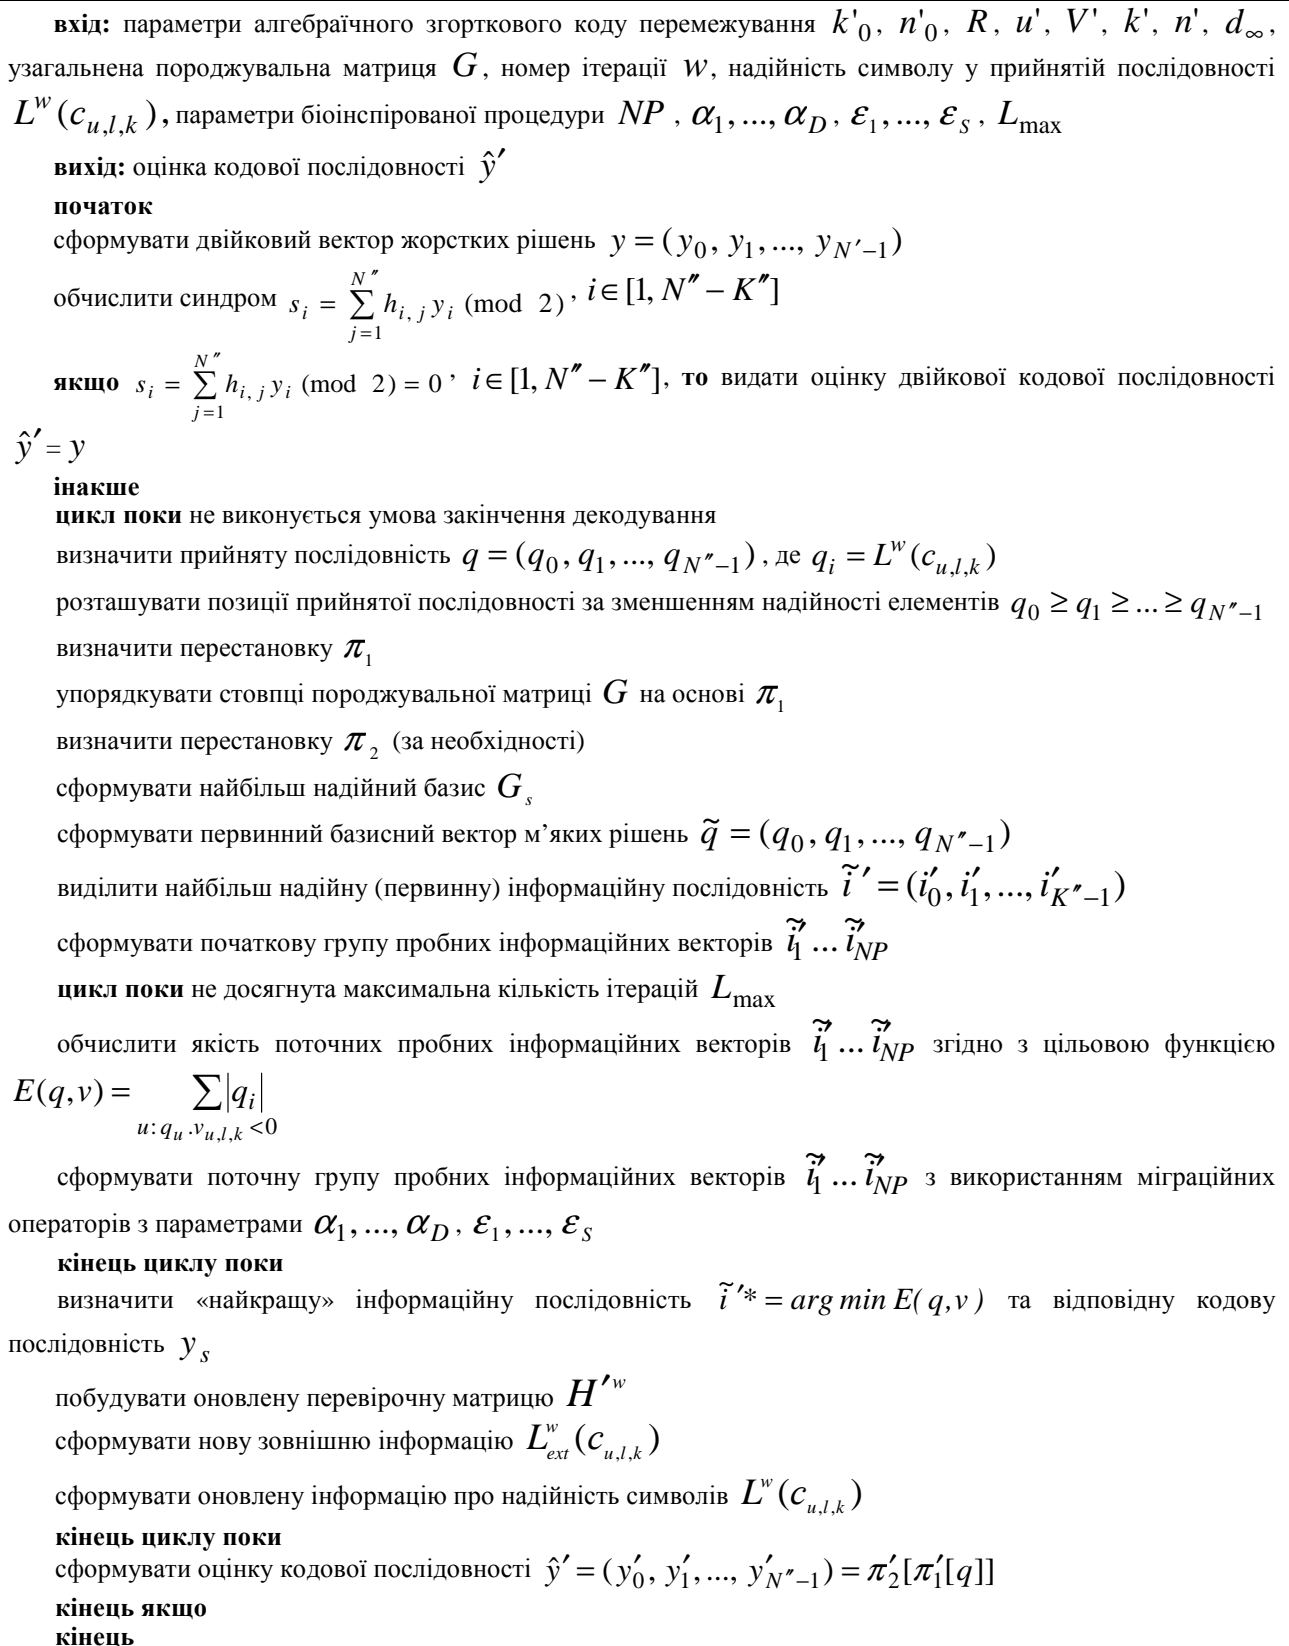 вхід: параметри алгебраїчного згорткового коду перемежування k'₀, n'₀, R, u', V', k', n', d∞,
узагальнена породжувальна матриця G, номер ітерації w, надійність символу у прийнятій послідовності
L^w(c_{u,l,k}), параметри біоінспірованої процедури NP, α₁, ..., α_D, ε₁, ..., ε_S, L_max
вихід: оцінка кодової послідовності ŷ′
початок
сформувати двійковий вектор жорстких рішень y = (y₀, y₁, ..., y_{N′−1})
обчислити синдром s_i = ∑_{j=1}^{N″} h_{i,j} y_i (mod 2), i ∈ [1, N″ − K″]
якщо s_i = ∑_{j=1}^{N″} h_{i,j} y_i (mod 2) = 0, i ∈ [1, N″ − K″], то видати оцінку двійкової кодової послідовності
ŷ′ = y
інакше
цикл поки не виконується умова закінчення декодування
визначити прийняту послідовність q = (q₀, q₁, ..., q_{N″−1}), де q_i = L^w(c_{u,l,k})
розташувати позиції прийнятої послідовності за зменшенням надійності елементів q₀ ≥ q₁ ≥ ... ≥ q_{N″−1}
визначити перестановку π₁
упорядкувати стовпці породжувальної матриці G на основі π₁
визначити перестановку π₂ (за необхідності)
сформувати найбільш надійний базис G_s
сформувати первинний базисний вектор м’яких рішень q̃ = (q₀, q₁, ..., q_{N″−1})
виділити найбільш надійну (первинну) інформаційну послідовність ĩ′ = (i′₀, i′₁, ..., i′_{K″−1})
сформувати початкову групу пробних інформаційних векторів ĩ′₁ ... ĩ′_{NP}
цикл поки не досягнута максимальна кількість ітерацій L_max
обчислити якість поточних пробних інформаційних векторів ĩ′₁ ... ĩ′_{NP} згідно з цільовою функцією
E(q,v) = ∑_{u: q_u .v_{u,l,k} <0} |q_i|
сформувати поточну групу пробних інформаційних векторів ĩ′₁ ... ĩ′_{NP} з використанням міграційних
операторів з параметрами α₁, ..., α_D, ε₁, ..., ε_S
кінець циклу поки
визначити «найкращу» інформаційну послідовність ĩ′* = arg min E( q,v ) та відповідну кодову
послідовність y_s
побудувати оновлену перевірочну матрицю H′^w
сформувати нову зовнішню інформацію L^w_{ext}(c_{u,l,k})
сформувати оновлену інформацію про надійність символів L^w(c_{u,l,k})
кінець циклу поки
сформувати оцінку кодової послідовності ŷ′ = (y′₀, y′₁, ..., y′_{N″−1}) = π′₂[π′₁[q]]
кінець якщо
кінець